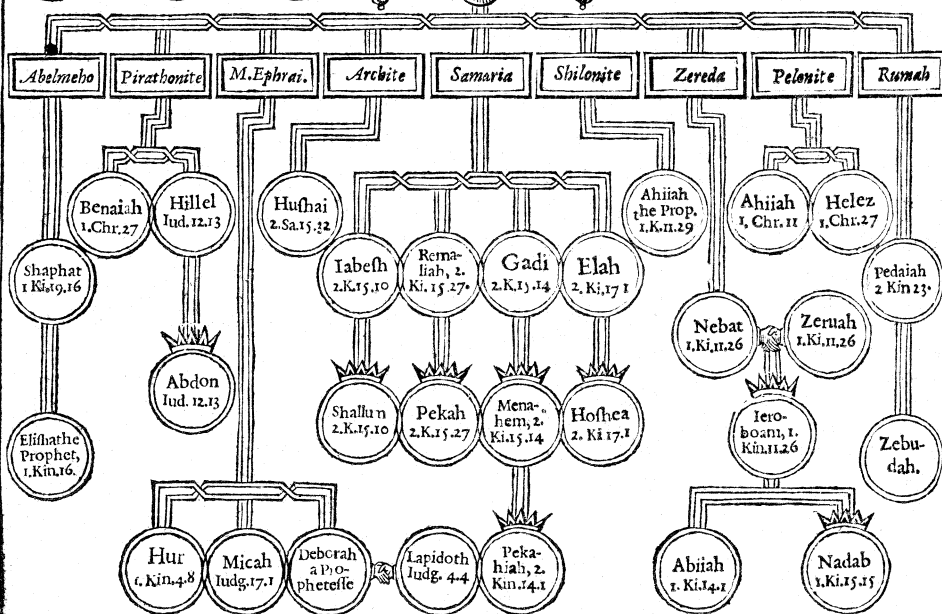 Abelmeho
Pirathonite
M.Ephrai.
Archite
Samaria
Shilonite
Zereda
Pelonite
Rumah
Benaiah
1.Chr.27
Hillel
Iud.12.13
Huſhai
2.Sa.15.32
Ahiiah
the Prop.
1.K.11.29
Ahiiah
1, Chr.11
Helez
1,Chr.27
Shaphat
1 Ki.19.16
Iabeſh
2.K.15.10
Rema-
liah, 2.
Ki.15.27.
Gadi
2.K.15.14
Elah
2.Ki,17 1
Pedaiah
2 Kin 23.
Nebat
1.Ki.11.26
Zeruah
1.Ki,11.26
Abdon
Iud.12.13
Shallun
2.K.15.10
Pekah
2.K.15.27
Mena-
hem, 2.
Ki.15.14
Hoſhea
2. Ki 17.1
Iero-
boam, 1.
Kin.11.26
Eliſhathe
Prophet,
1.Kin.16.
Zebu-
dah.
Hur
1. Kin.4.8
Micah
Iudg.17.1
Deborah
a Pro-
pheteſſe
Lapidoth
Iudg. 4.4
Peka-
hiah, 2.
Kin.14.1
Abiiah
1. Ki.14.1
Nadab
1.Ki.15.15